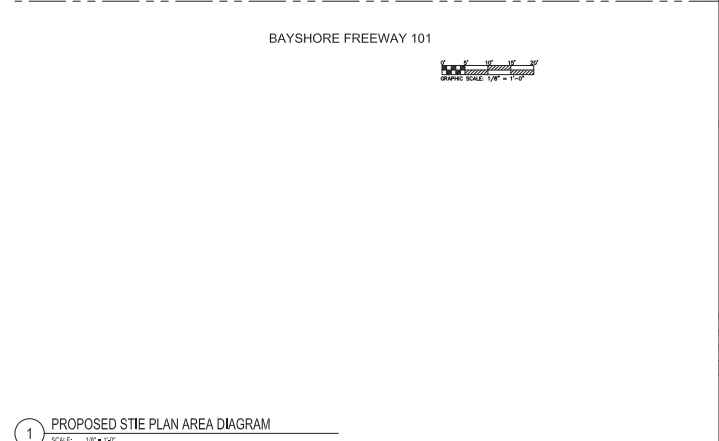 BAYSHORE FREEWAY 101
0' 5' 10' 15' 20'
GRAPHIC SCALE: 1/8" = 1'-0"
1 PROPOSED STIE PLAN AREA DIAGRAM
SCALE: 1/8" = 1'-0"